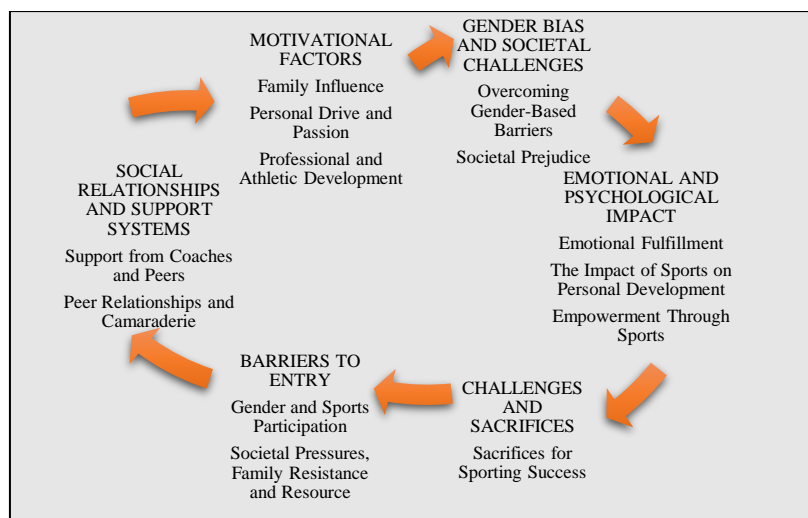 MOTIVATIONAL
FACTORS
Family Influence
Personal Drive and
Passion
Professional and
Athletic Development
GENDER BIAS
AND SOCIETAL
CHALLENGES
Overcoming
Gender-Based
Barriers
Societal Prejudice
EMOTIONAL AND
PSYCHOLOGICAL
IMPACT
Emotional Fulfillment
The Impact of Sports on
Personal Development
Empowerment Through
Sports
CHALLENGES
AND
SACRIFICES
Sacrifices for
Sporting Success
BARRIERS TO
ENTRY
Gender and Sports
Participation
Societal Pressures,
Family Resistance
and Resource
SOCIAL
RELATIONSHIPS
AND SUPPORT
SYSTEMS
Support from Coaches
and Peers
Peer Relationships and
Camaraderie